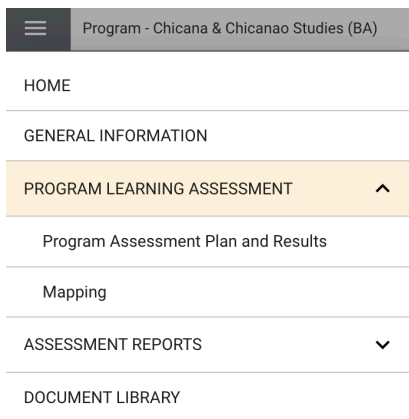 Program - Chicana & Chicanao Studies (BA)
HOME
GENERAL INFORMATION
PROGRAM LEARNING ASSESSMENT
Program Assessment Plan and Results
Mapping
ASSESSMENT REPORTS
DOCUMENT LIBRARY